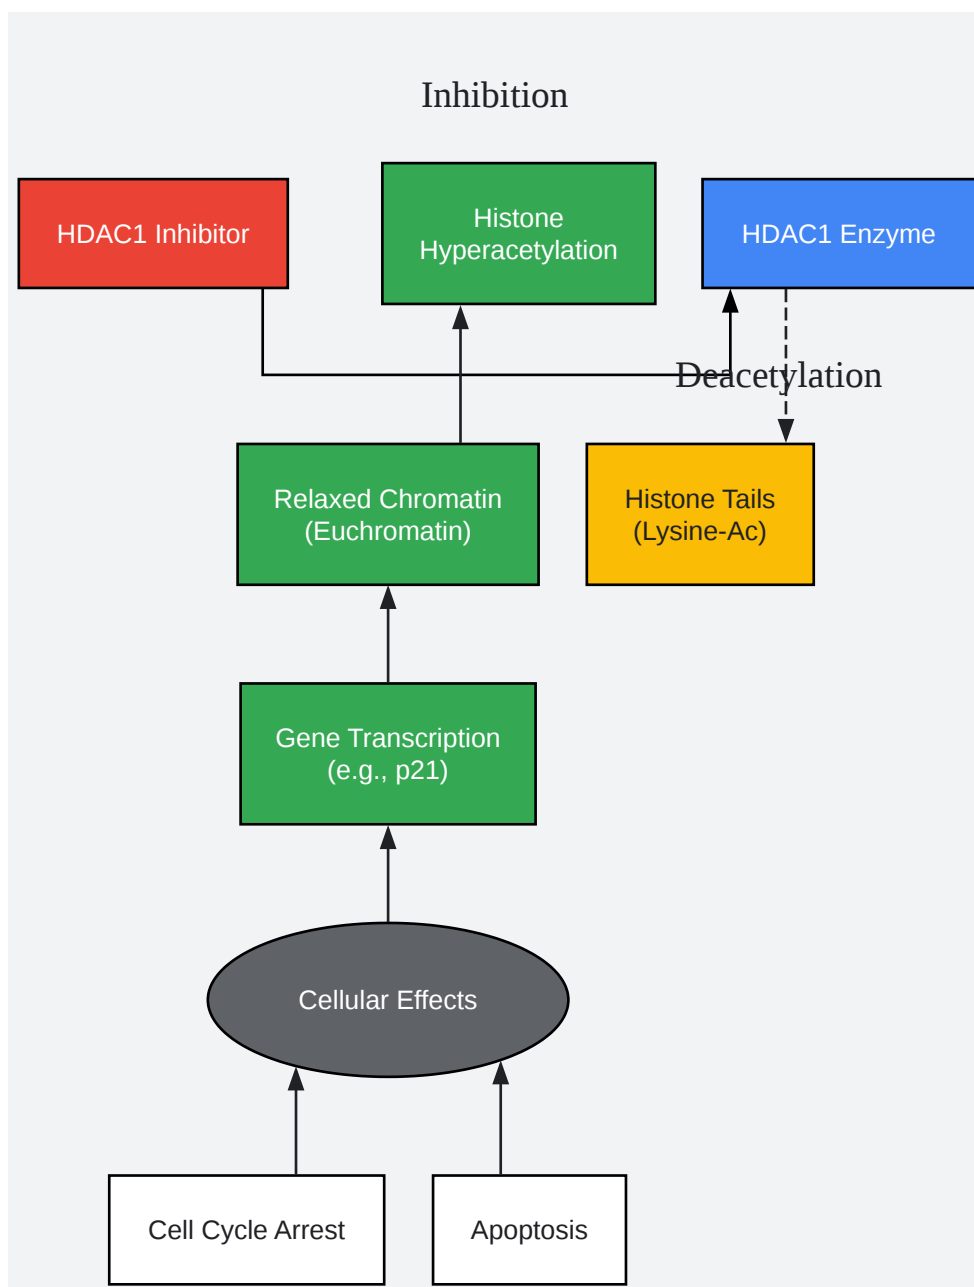 Inhibition
HDAC1 Inhibitor
Histone
Hyperacetylation
HDAC1 Enzyme
Deacetylation
Relaxed Chromatin
(Euchromatin)
Histone Tails
(Lysine-Ac)
Gene Transcription
(e.g., p21)
Cellular Effects
Cell Cycle Arrest
Apoptosis